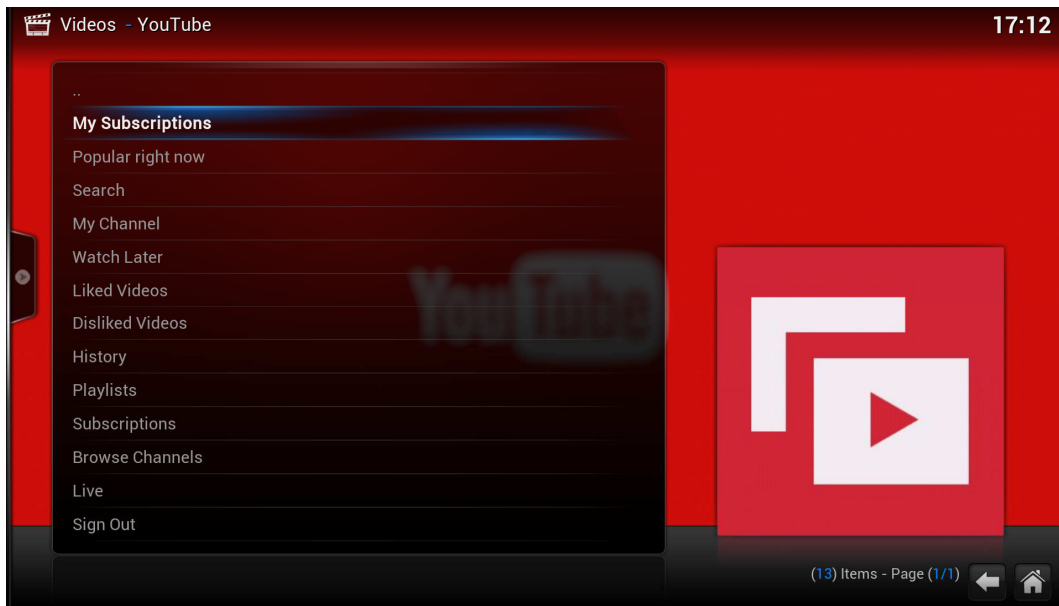 Videos - YouTube
17:12
..
My Subscriptions
Popular right now
Search
My Channel
Watch Later
Liked Videos
Disliked Videos
History
Playlists
Subscriptions
Browse Channels
Live
Sign Out
YouTube
(13) Items - Page (1/1)